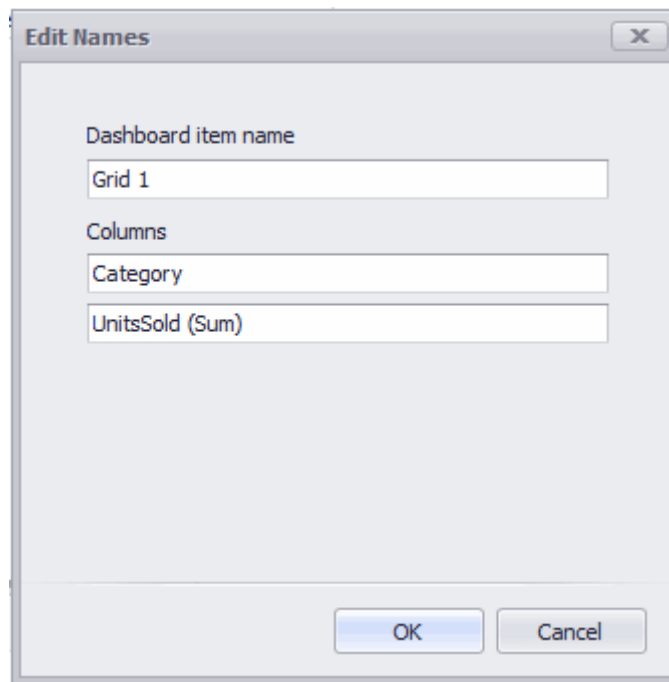 Edit Names
Dashboard item name
Grid 1
Columns
Category
UnitsSold (Sum)
OK Cancel